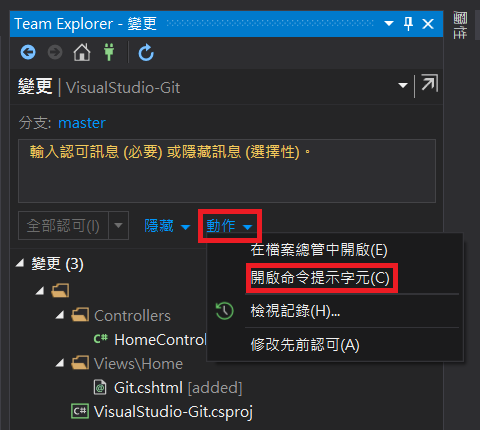 Team Explorer - 變更
屬性
變更 | VisualStudio-Git
分支: master
輸入認可訊息 (必要) 或隱藏訊息 (選擇性)。
全部認可(I) 隱藏 動作
在檔案總管中開啟(E)
開啟命令提示字元(C)
檢視記錄(H)...
修改先前認可(A)
變更 (3)
Controllers
C# HomeControl
Views\Home
Git.cshtml [added]
C# VisualStudio-Git.csproj